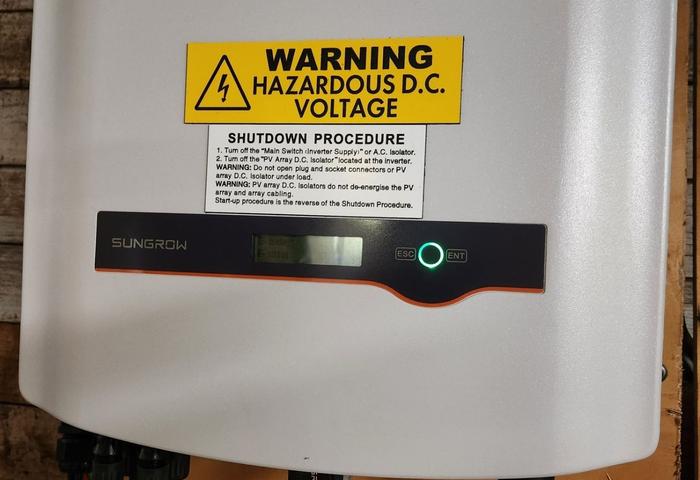 WARNING
HAZARDOUS D.C.
VOLTAGE
SHUTDOWN PROCEDURE
1. Turn off the "Main Switch (Inverter Supply)" or A.C. Isolator.
2. Turn off the "PV Array D.C. Isolator" located at the inverter.
WARNING: Do not open plug and socket connectors or PV
array D.C. Isolator under load.
WARNING: PV array D.C. Isolators do not de-energise the PV
array and array cabling.
Start-up procedure is the reverse of the Shutdown Procedure.
SUNGROW
ESC ENT